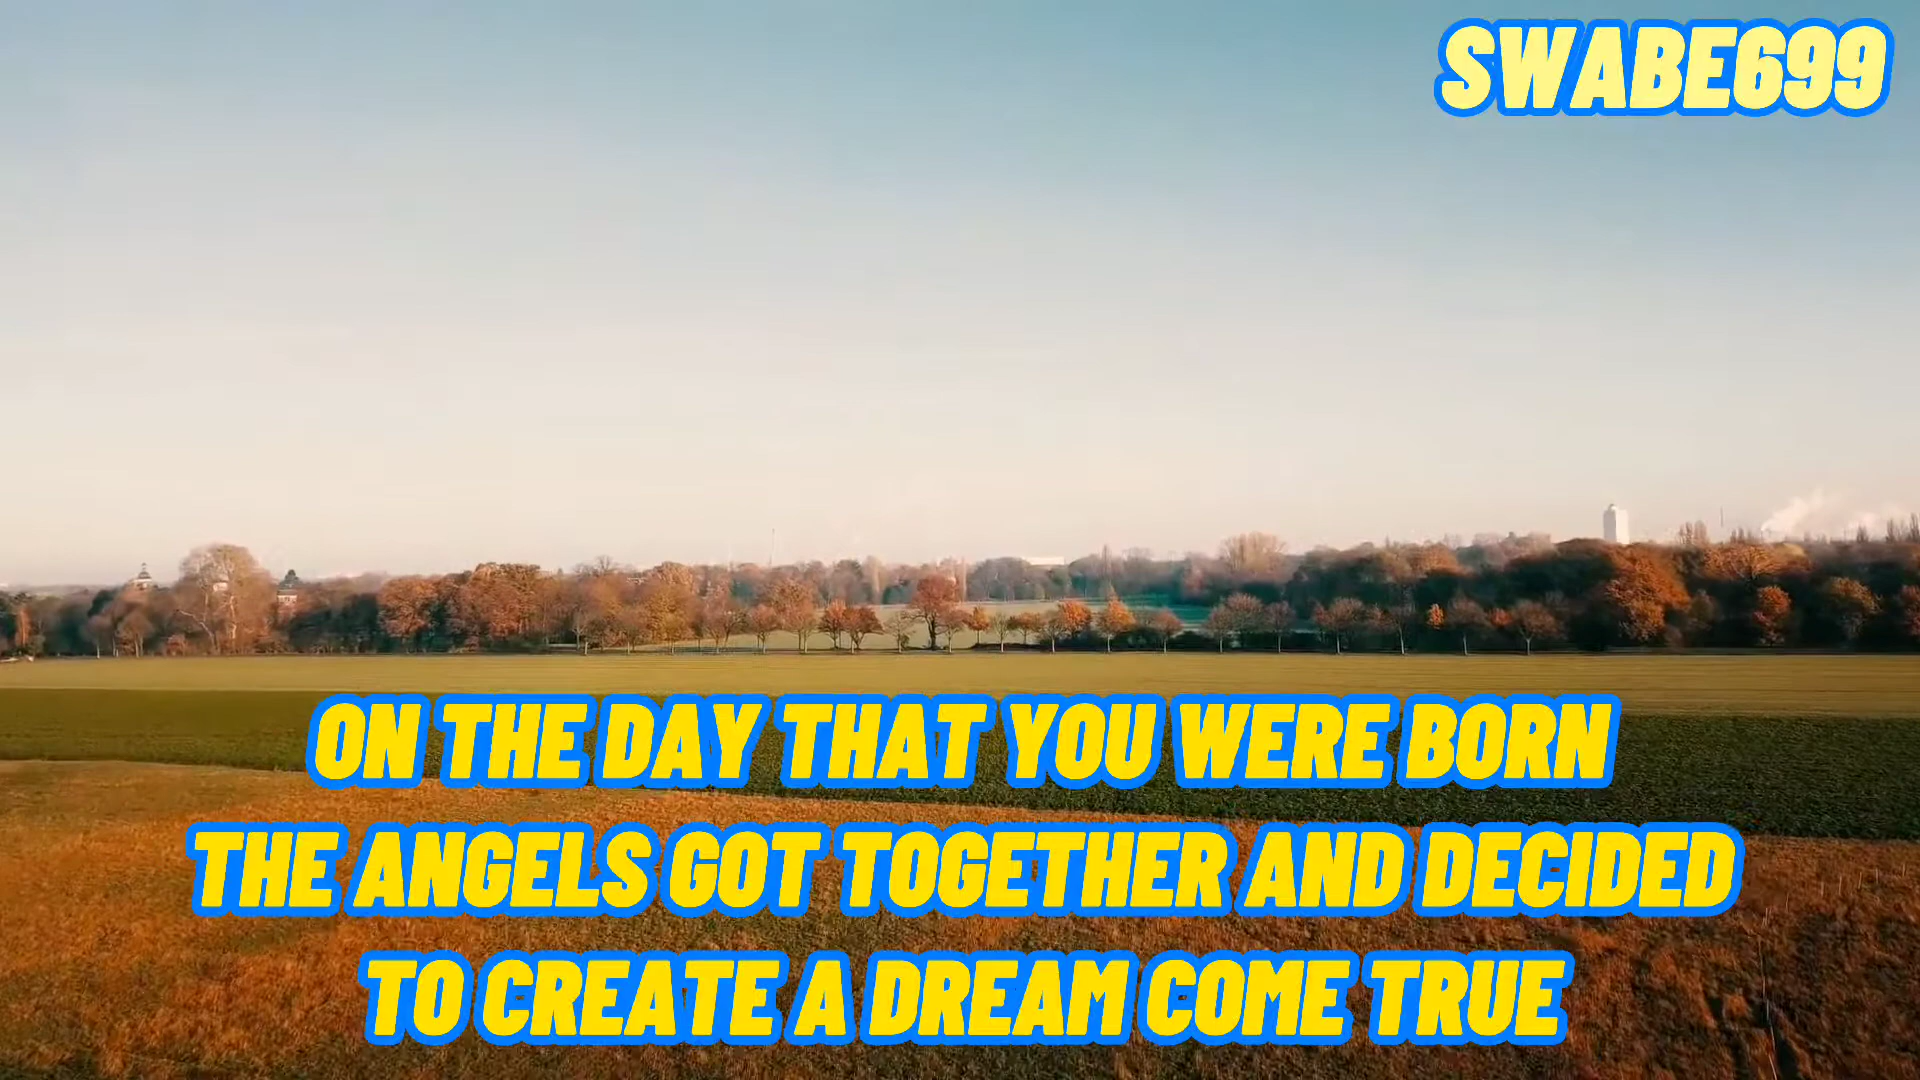 SWABE699
ON THE DAY THAT YOU WERE BORN
THE ANGELS GOT TOGETHER AND DECIDED
TO CREATE A DREAM COME TRUE